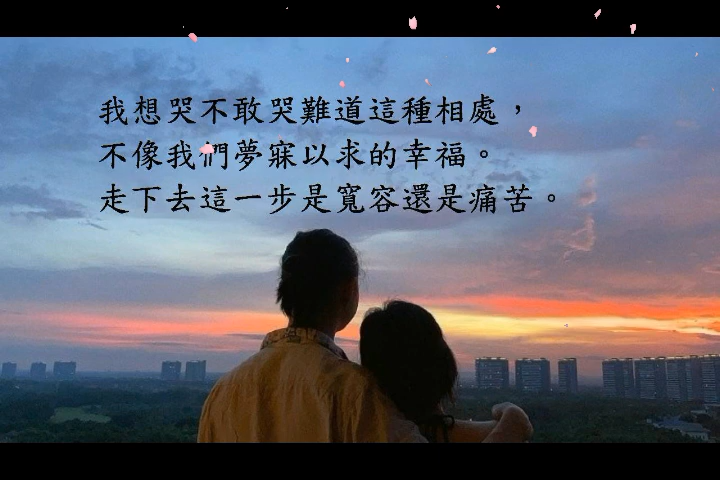 我想哭不敢哭難道這種相處，
不像我們夢寐以求的幸福。
走下去這一步是寬容還是痛苦。